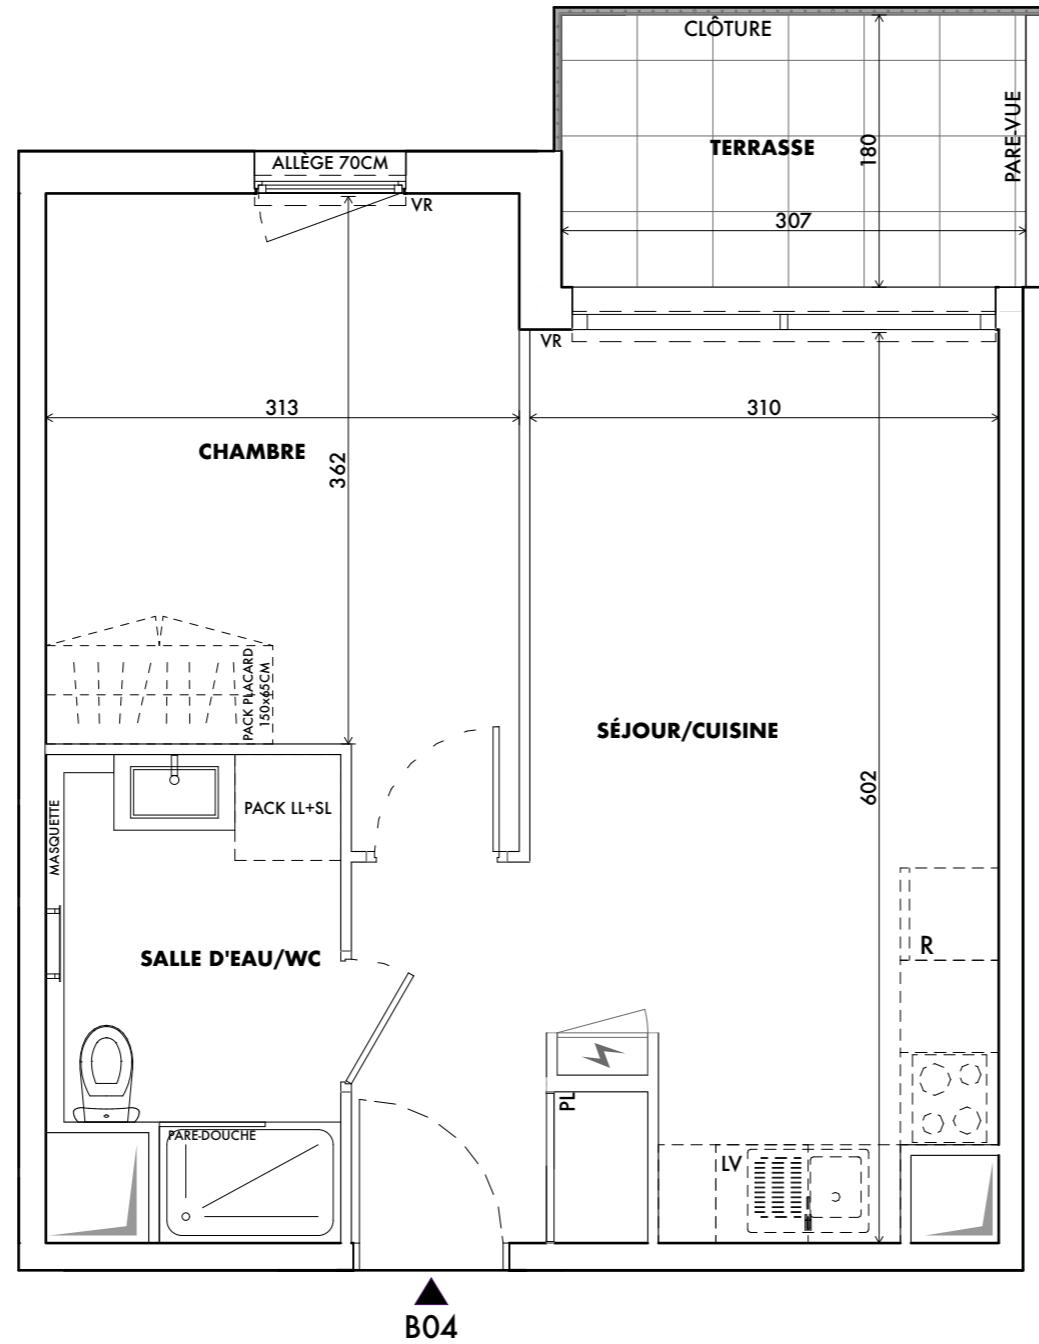 CLÔTURE
TERRASSE
180
PARE-VUE
307
ALLÈGE 70CM
VR
VR
313
310
CHAMBRE
362
PACK PLACARD
150x65CM
SÉJOUR/CUISINE
602
MASQUETTE
PACK LL+SL
SALLE D'EAU/WC
R
PL
PARE-DOUCHE
LV
B04